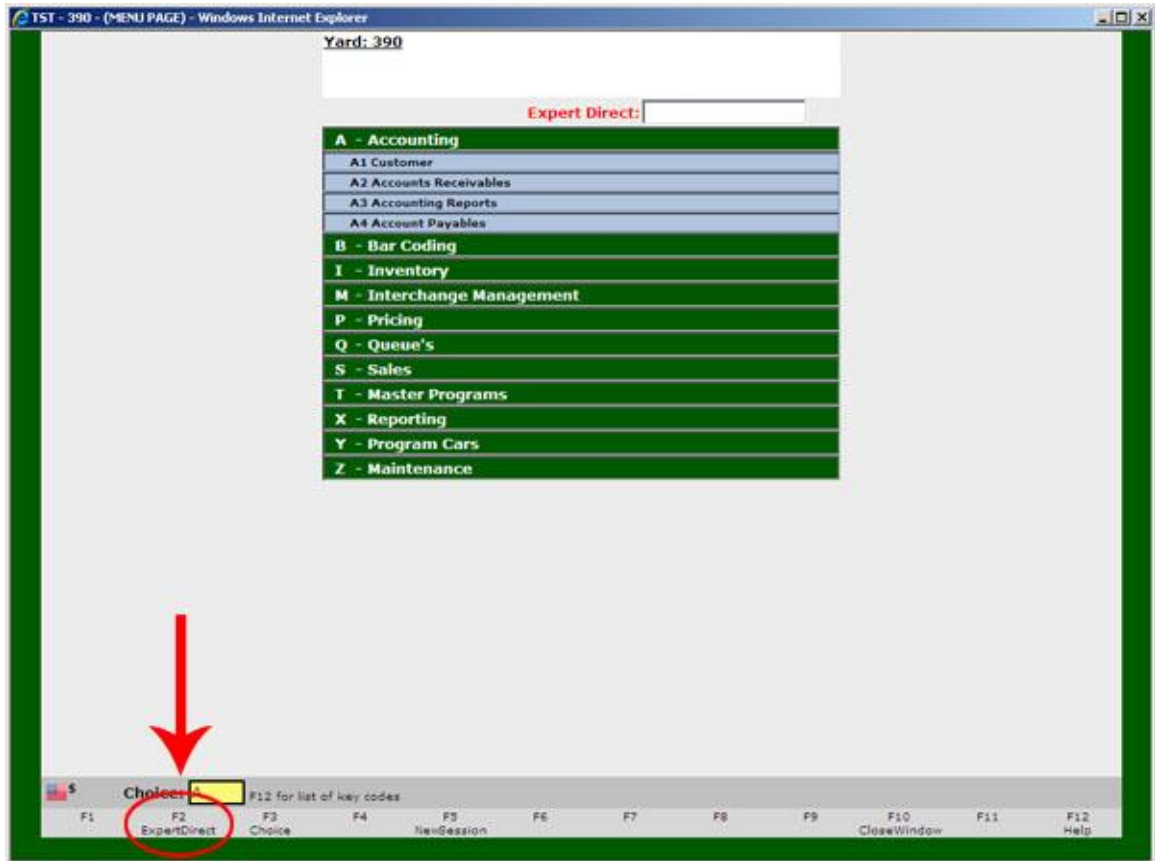 TST - 390 - (MENU PAGE) - Windows Internet Explorer
Yard: 390
Expert Direct:
A - Accounting
A1 Customer
A2 Accounts Receivables
A3 Accounting Reports
A4 Account Payables
B - Bar Coding
I - Inventory
M - Interchange Management
P - Pricing
Q - Queue's
S - Sales
T - Master Programs
X - Reporting
Y - Program Cars
Z - Maintenance
$ Choice: A F12 for list of key codes
F1 F2 F3 F4 F5 F6 F7 F8 F9 F10 F11 F12
ExpertDirect Choice NewSession CloseWindow Help